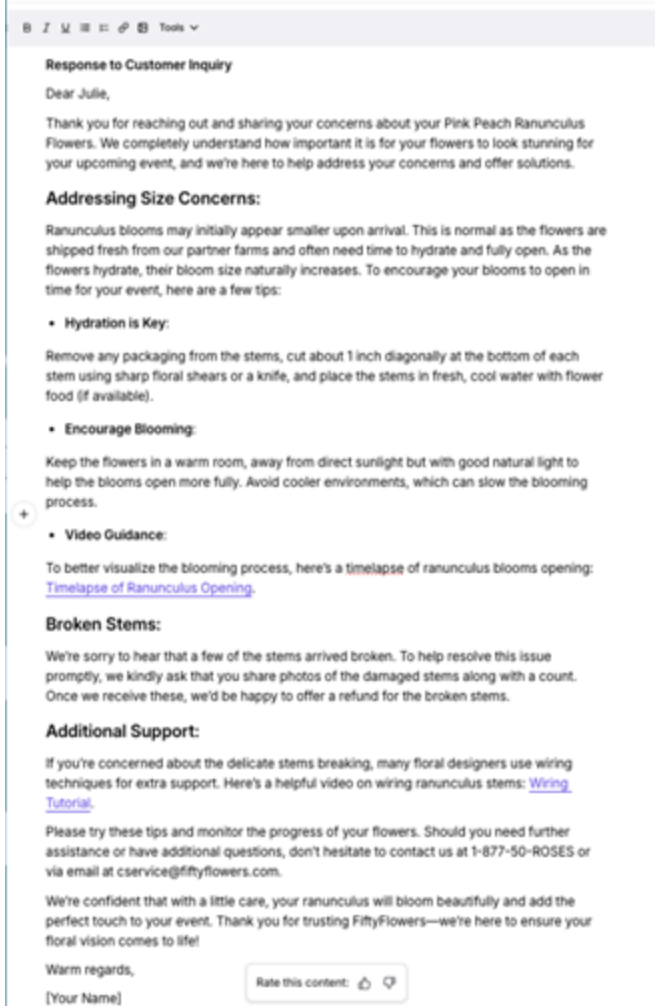 B I U Tools
Response to Customer Inquiry
Dear Julie,
Thank you for reaching out and sharing your concerns about your Pink Peach Ranunculus
Flowers. We completely understand how important it is for your flowers to look stunning for
your upcoming event, and we're here to help address your concerns and offer solutions.
Addressing Size Concerns:
Ranunculus blooms may initially appear smaller upon arrival. This is normal as the flowers are
shipped fresh from our partner farms and often need time to hydrate and fully open. As the
flowers hydrate, their bloom size naturally increases. To encourage your blooms to open in
time for your event, here are a few tips:
• Hydration is Key:
Remove any packaging from the stems, cut about 1 inch diagonally at the bottom of each
stem using sharp floral shears or a knife, and place the stems in fresh, cool water with flower
food (if available).
• Encourage Blooming:
Keep the flowers in a warm room, away from direct sunlight but with good natural light to
help the blooms open more fully. Avoid cooler environments, which can slow the blooming
process.
• Video Guidance:
To better visualize the blooming process, here's a timelapse of ranunculus blooms opening:
Timelapse of Ranunculus Opening.
Broken Stems:
We're sorry to hear that a few of the stems arrived broken. To help resolve this issue
promptly, we kindly ask that you share photos of the damaged stems along with a count.
Once we receive these, we'd be happy to offer a refund for the broken stems.
Additional Support:
If you're concerned about the delicate stems breaking, many floral designers use wiring
techniques for extra support. Here's a helpful video on wiring ranunculus stems: Wiring
Tutorial.
Please try these tips and monitor the progress of your flowers. Should you need further
assistance or have additional questions, don't hesitate to contact us at 1-877-50-ROSES or
via email at cservice@fiftyflowers.com.
We're confident that with a little care, your ranunculus will bloom beautifully and add the
perfect touch to your event. Thank you for trusting FiftyFlowers—we're here to ensure your
floral vision comes to life!
Warm regards,
[Your Name]
Rate this content: